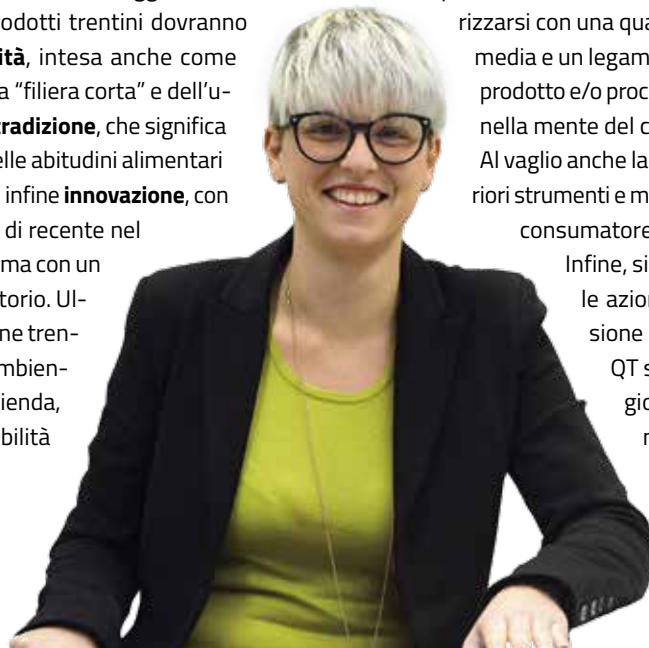 odotti trentini dovranno
ità, intesa anche come
a “filiera corta” e dell’u-
radizione, che significa
elle abitudini alimentari
infine innovazione, con
di recente nel
ma con un
torio. Ul-
ne tren-
mbien-
ienda,
bilità
rizzarsi con una qua
media e un legam
prodotto e/o proc
nella mente del c
Al vaglio anche la
riori strumenti e m
consumatore
Infine, si
le azion
sione
QT s
gio